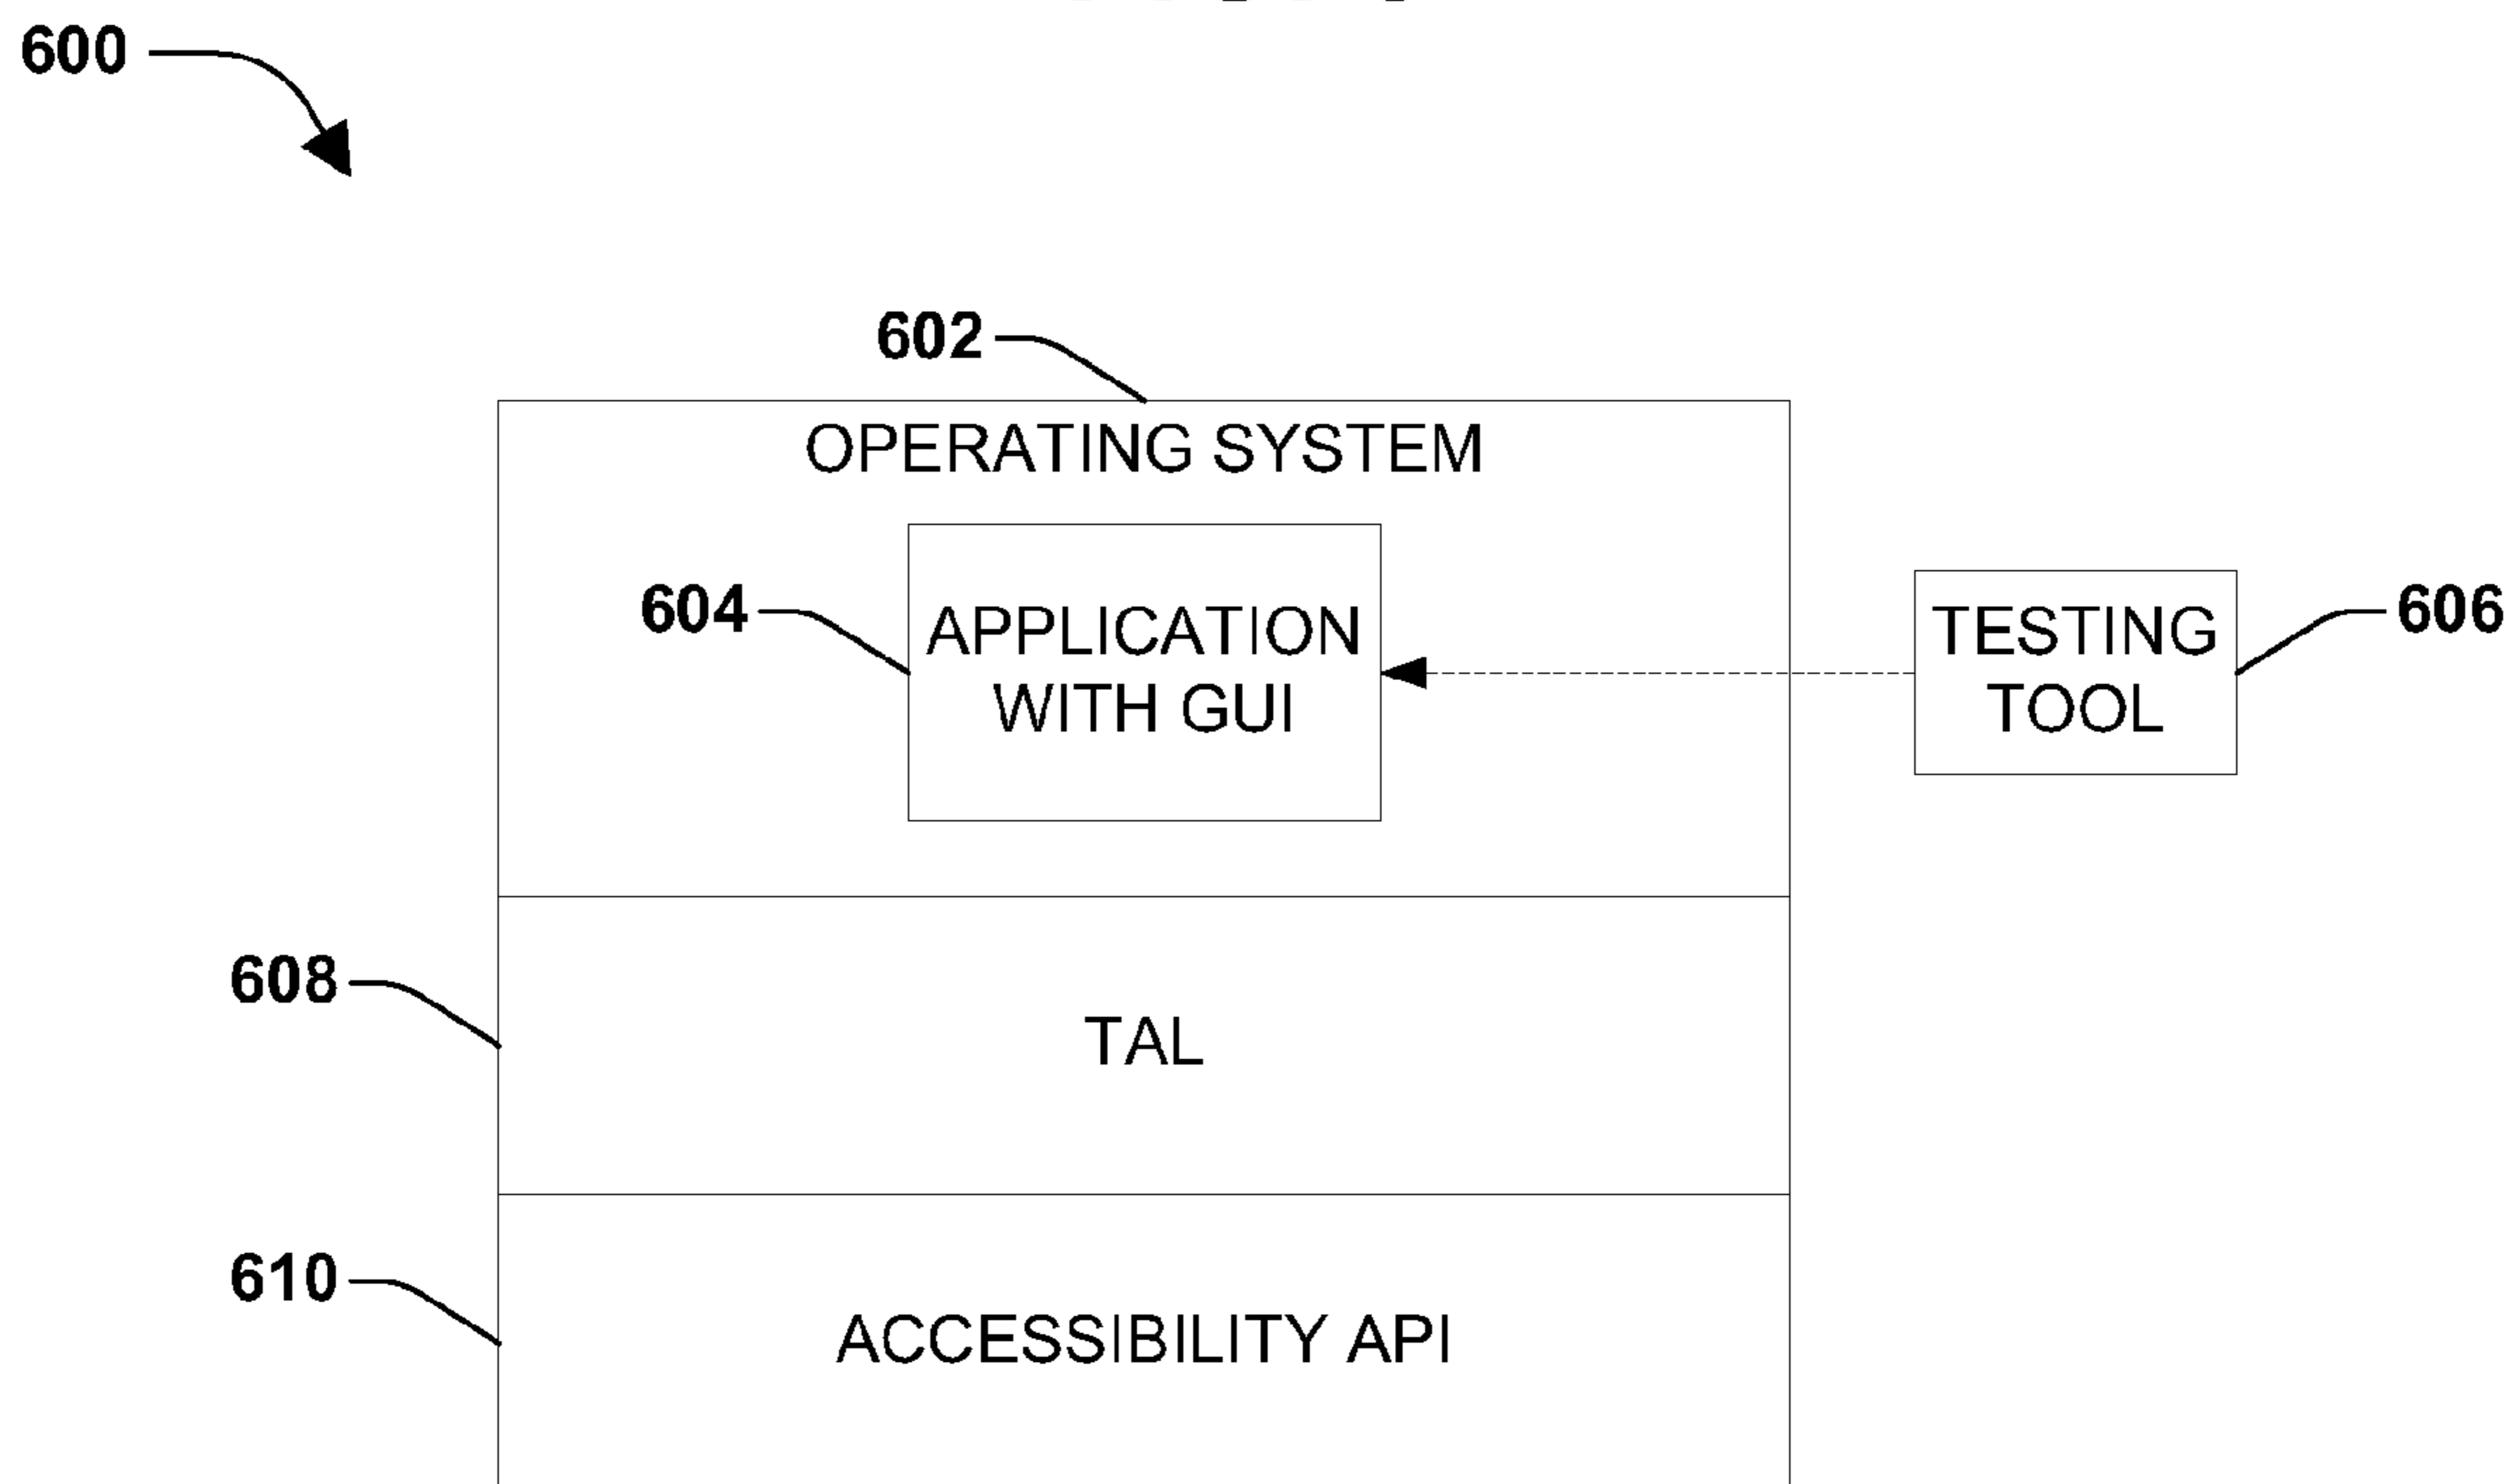 600
602
OPERATING SYSTEM
604
APPLICATION
WITH GUI
TESTING
TOOL
606
608
TAL
610
ACCESSIBILITY API